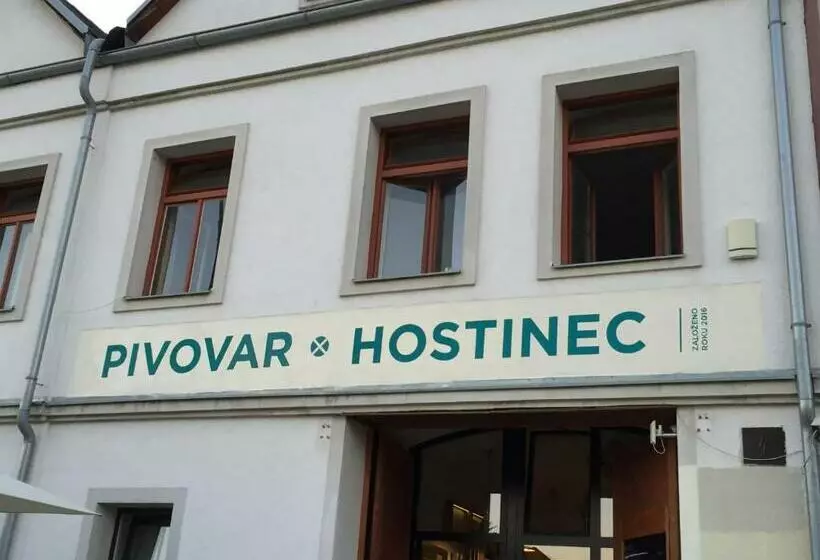 PIVOVAR HOSTINEC
ZALOŽENO
ROKU 2016